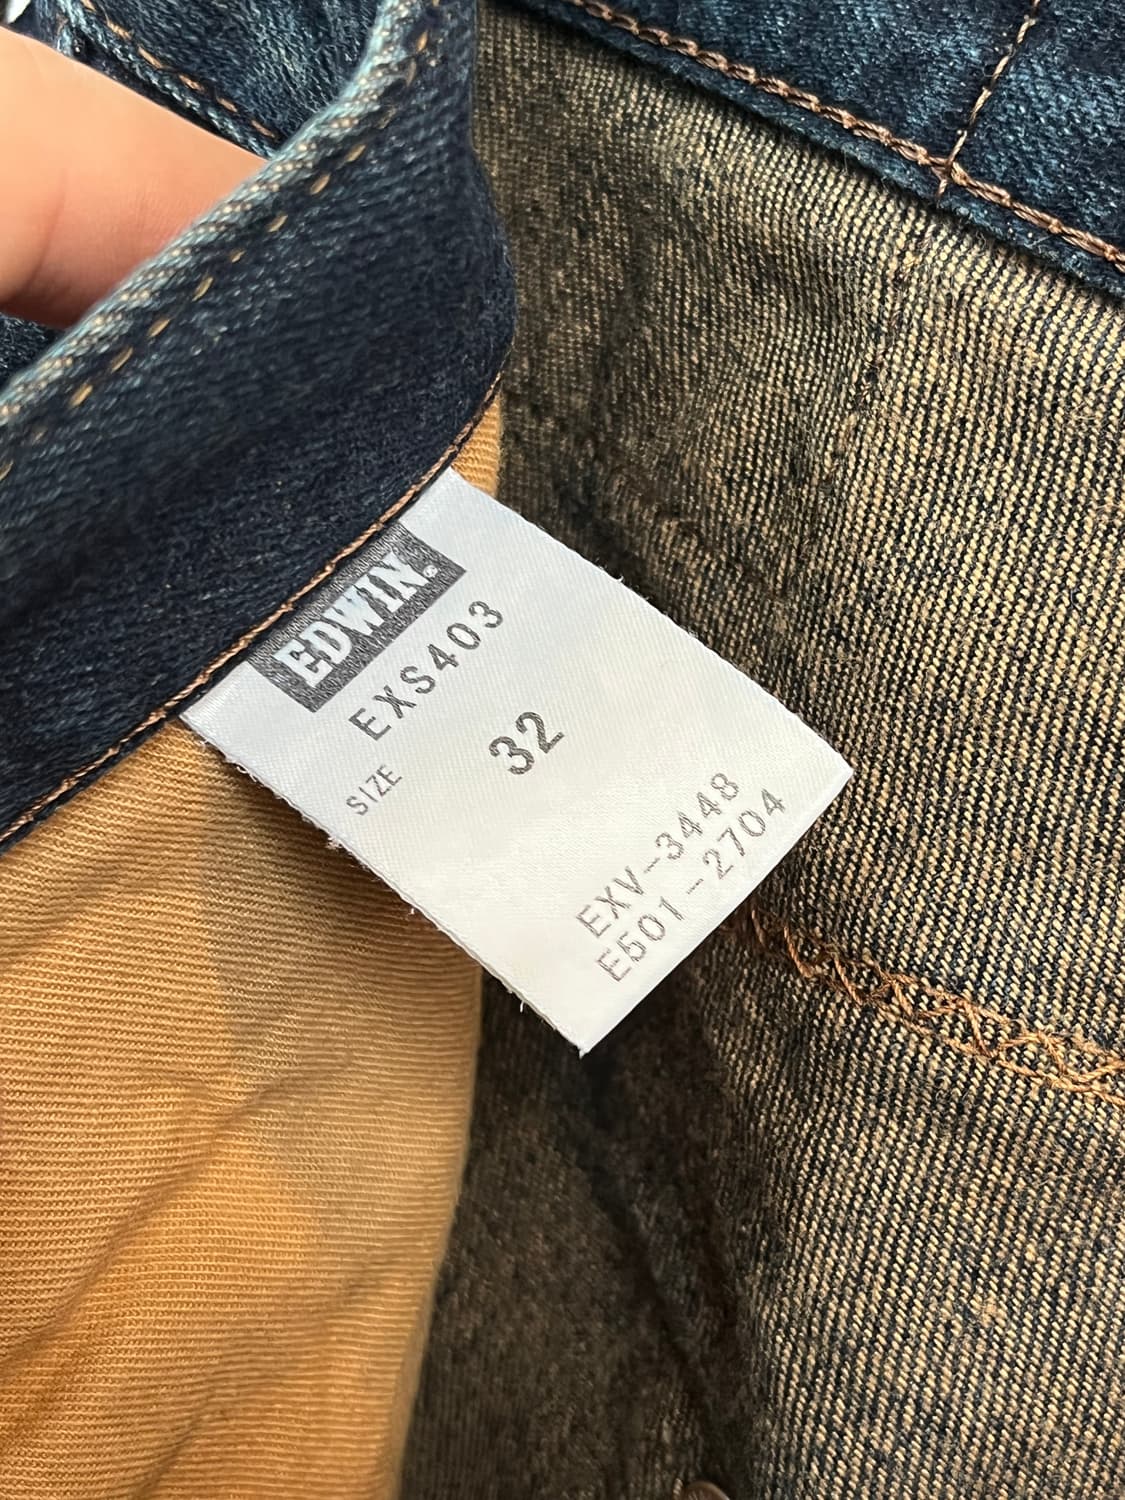 EDWIN®
EXS403
SIZE 32
EXV-3448
E501-2704